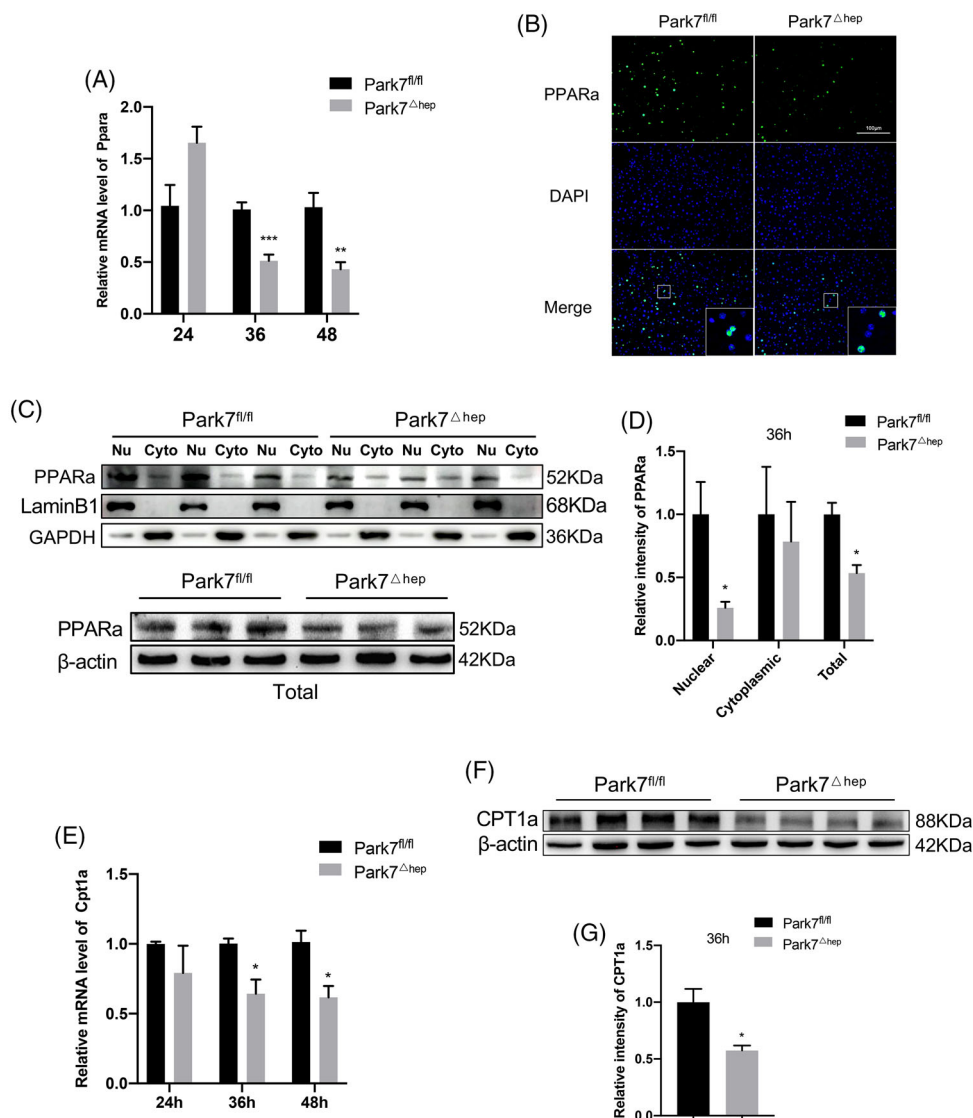 (A)
Park7fl/fl
Park7△hep
Relative mRNA level of Ppara
2.0
1.5
1.0
0.5
0.0
***
**
24
36
48
(B)
Park7fl/fl
Park7△hep
PPARa
100μm
DAPI
Merge
(C)
Park7fl/fl
Park7△hep
Nu Cyto Nu Cyto Nu Cyto Nu Cyto Nu Cyto Nu Cyto
PPARa
52KDa
LaminB1
68KDa
GAPDH
36KDa
Park7fl/fl
Park7△hep
PPARa
52KDa
β-actin
42KDa
Total
(D)
Park7fl/fl
Park7△hep
36h
Relative intensity of PPARa
1.5
1.0
0.5
0.0
*
*
Nuclear
Cytoplasmic
Total
(E)
Park7fl/fl
Park7△hep
Relative mRNA level of Cpt1a
1.5
1.0
0.5
0.0
*
*
24h
36h
48h
(F)
Park7fl/fl
Park7△hep
CPT1a
88KDa
β-actin
42KDa
(G)
Park7fl/fl
Park7△hep
36h
Relative intensity of CPT1a
1.5
1.0
0.5
0.0
*